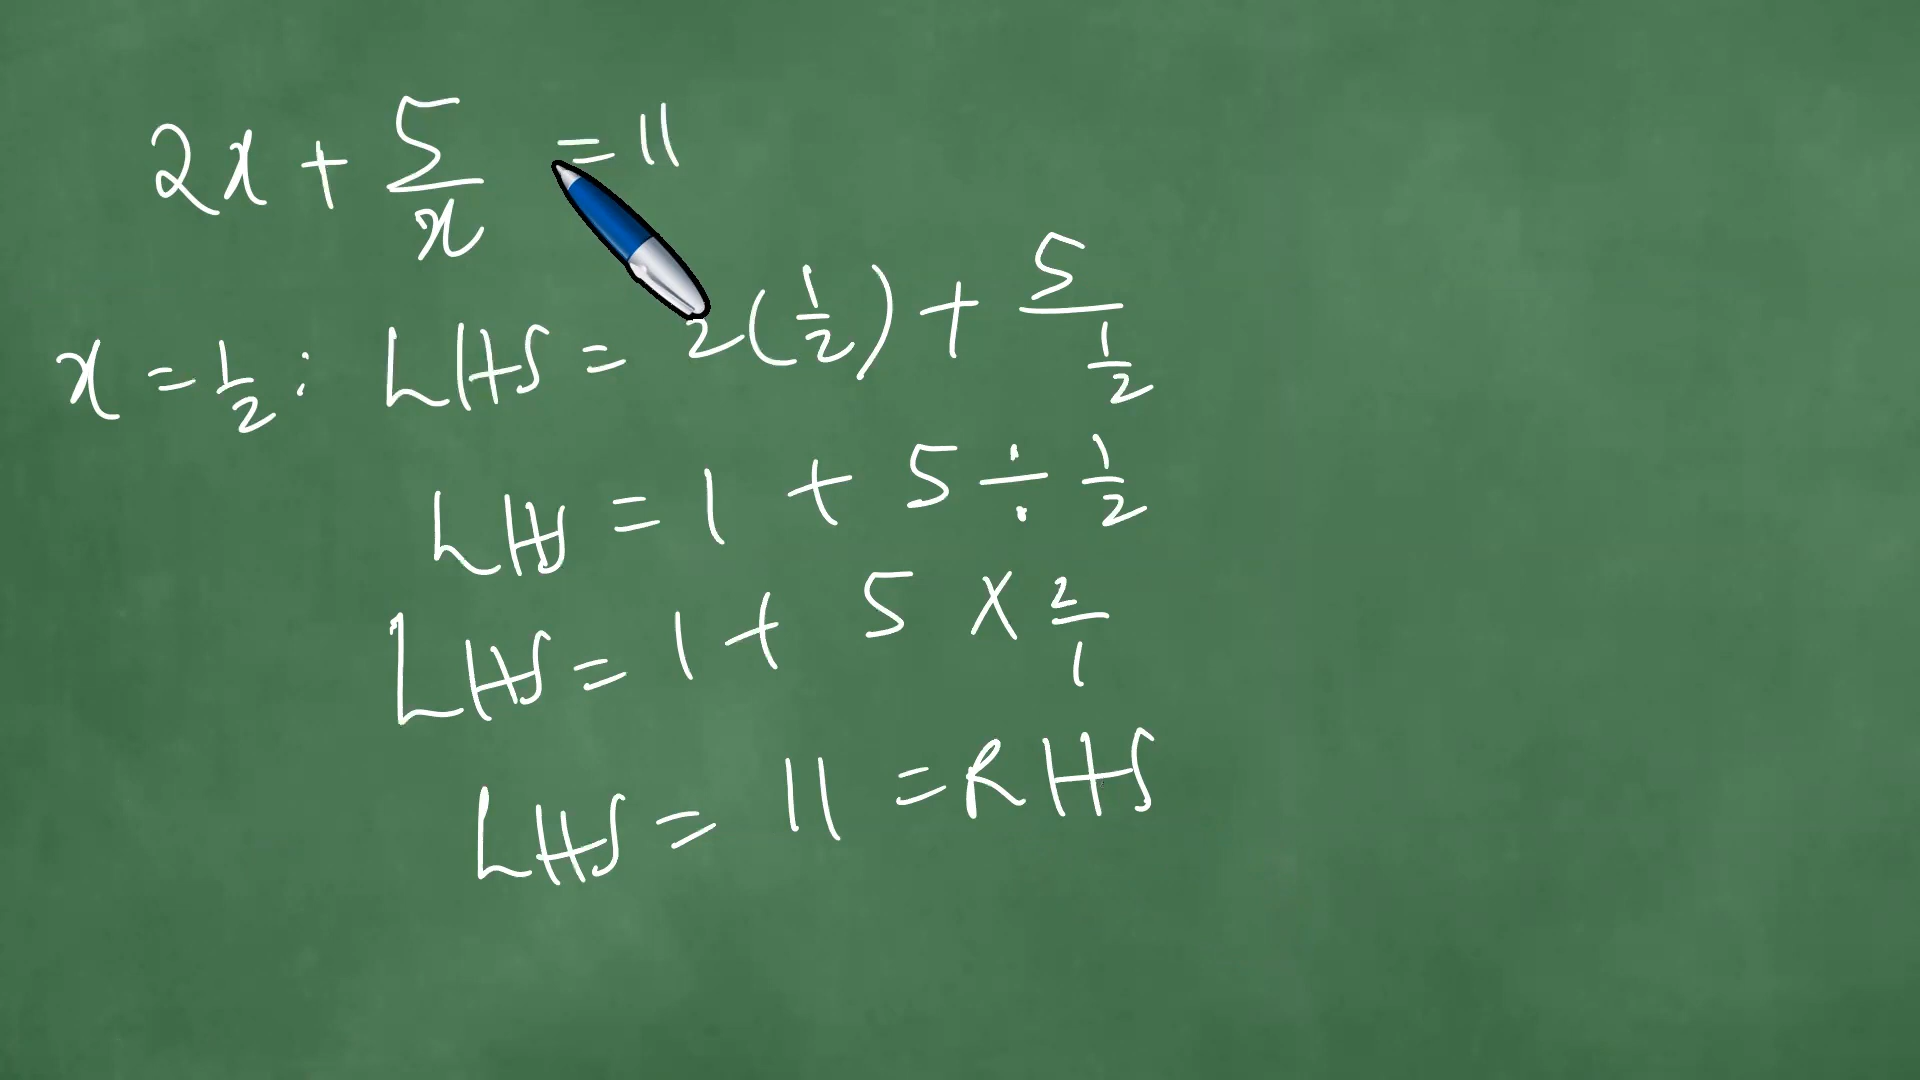 2x + 5/x = 11
x = 1/2 : LHS = 2(1/2) + 5/(1/2)
LHS = 1 + 5 ÷ 1/2
LHS = 1 + 5 × 2/1
LHS = 11 = RHS